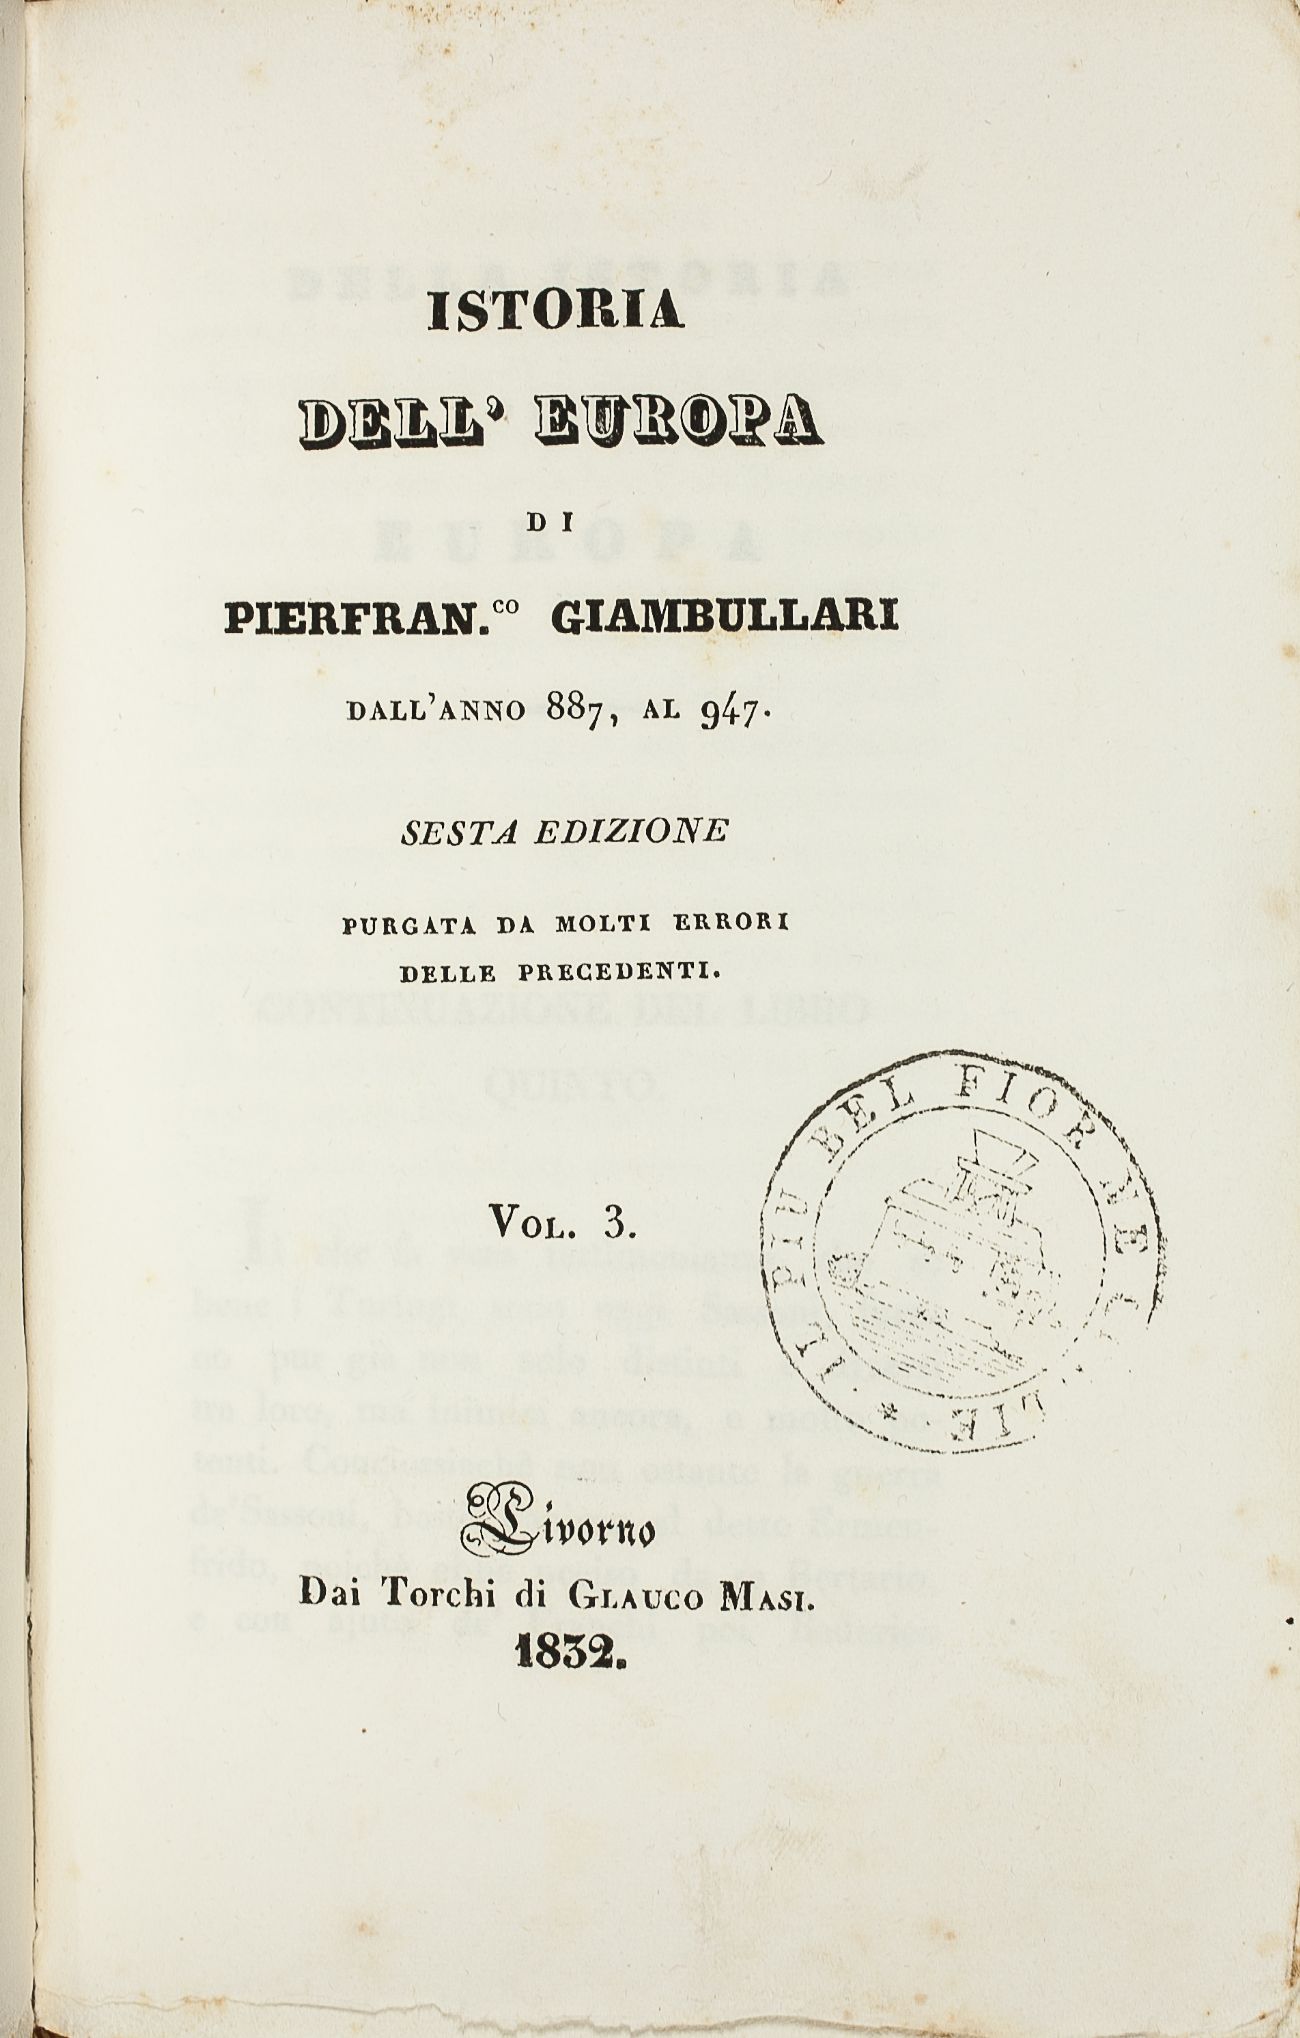 ISTORIA
DELL' EUROPA
DI
PIERFRAN.CO GIAMBULLARI
DALL'ANNO 887, AL 947.
SESTA EDIZIONE
PURGATA DA MOLTI ERRORI
DELLE PRECEDENTI.
VOL. 3.
IL PIU BEL FIOR NE
Livorno
Dai Torchi di GLAUCO MASI.
1832.